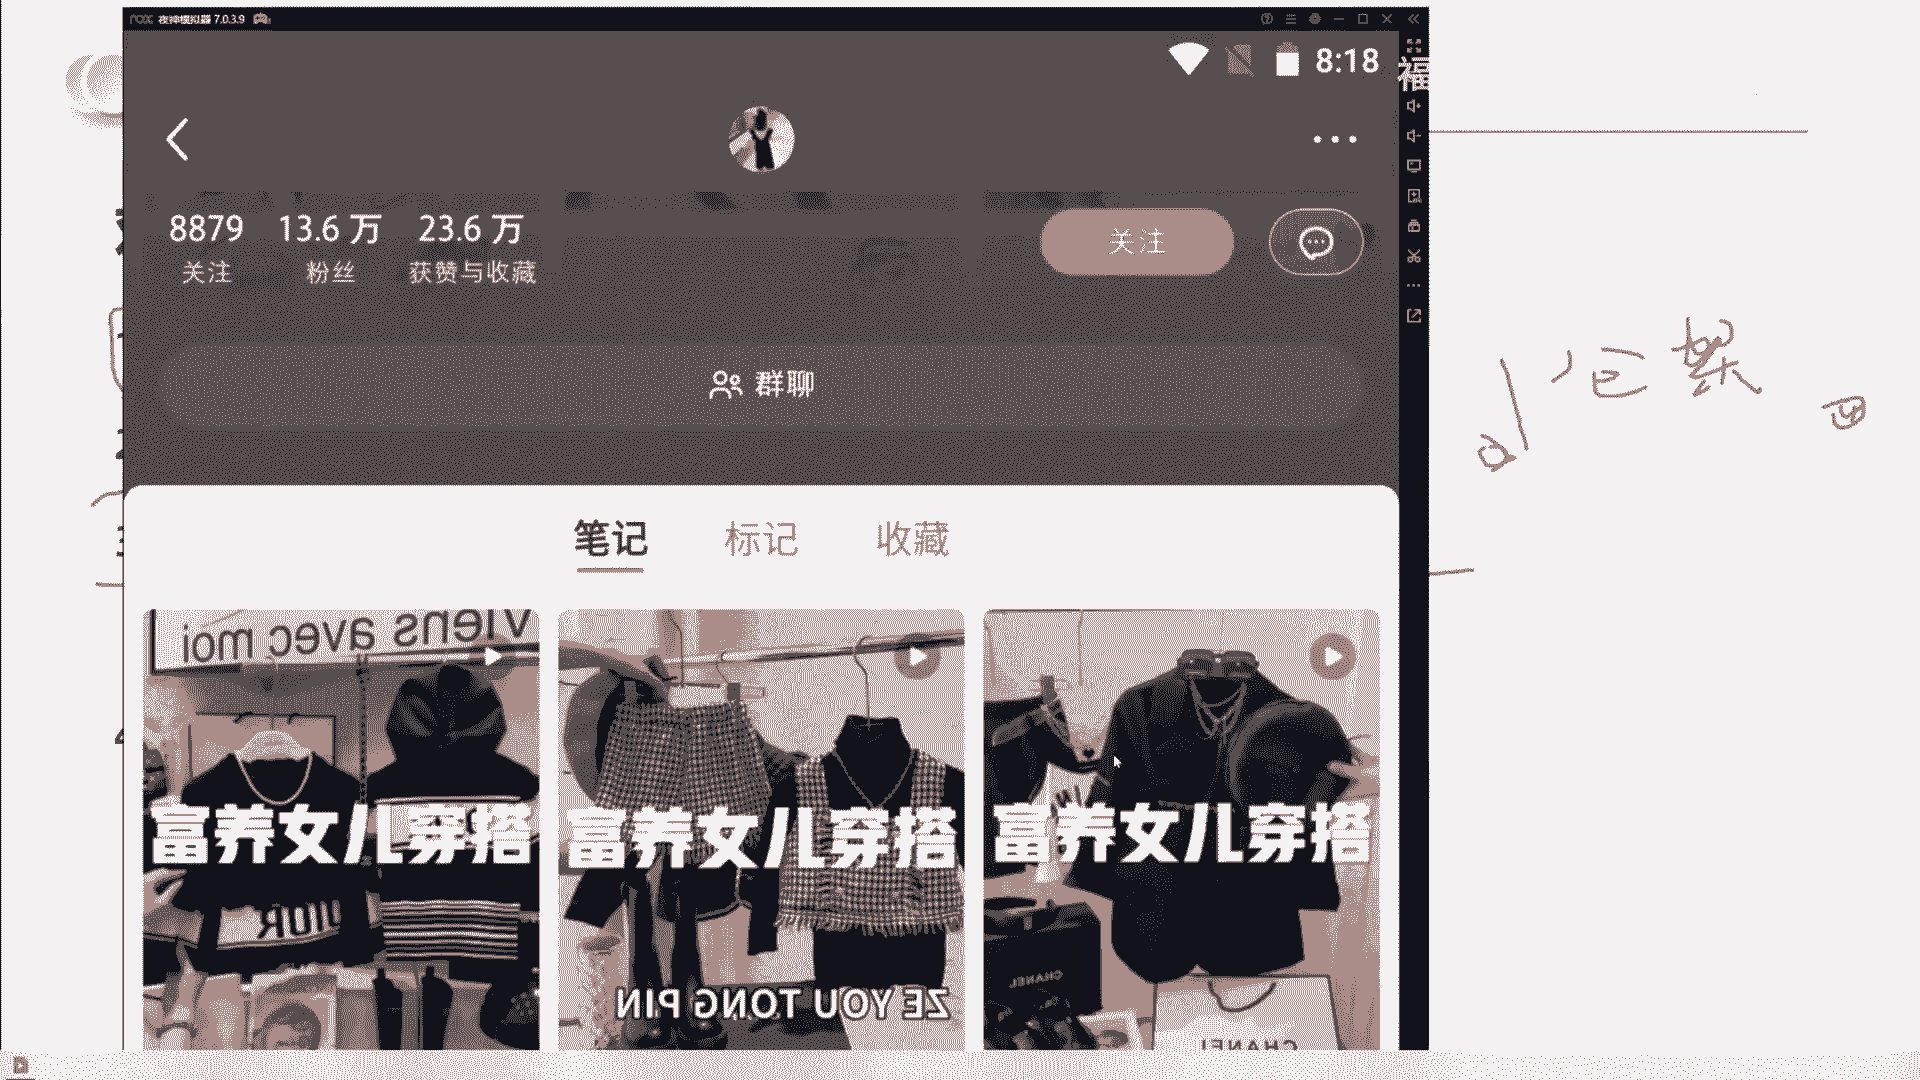 nox 夜神模拟器 7.0.3.9
8:18
福
8879 13.6 万 23.6 万
关注 粉丝 获赞与收藏
关注
群聊
笔记 标记 收藏
Viens avec moi
富养女儿穿搭 富养女儿穿搭 富养女儿穿搭
DIOR
CHANEL
ZE YOU TONG PIN
CHANEL